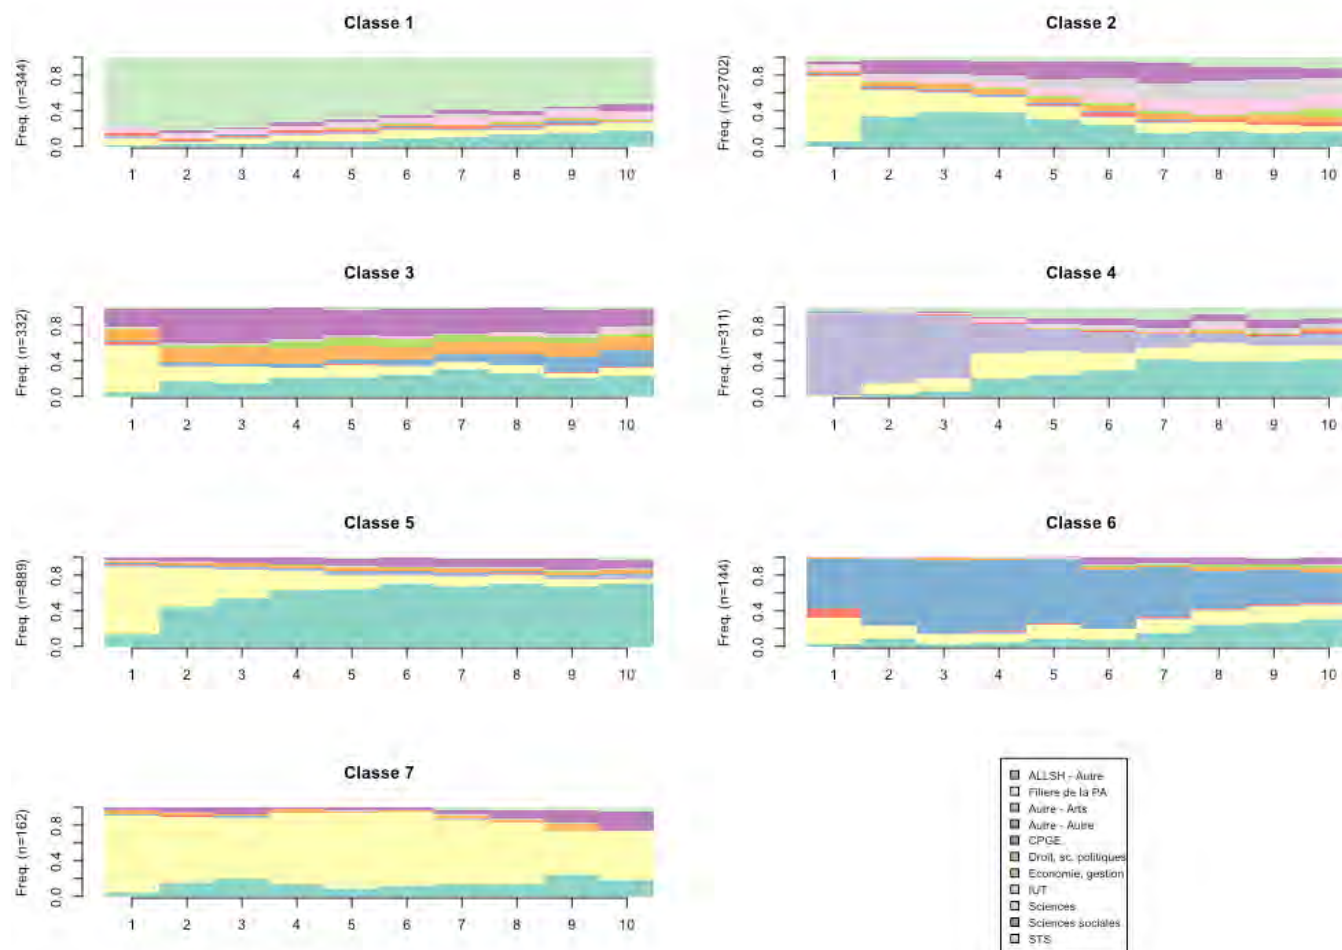 Classe 1
Classe 2
Freq. (n=344)
0.0 0.4 0.8
1 2 3 4 5 6 7 8 9 10
Freq. (n=2702)
0.0 0.4 0.8
1 2 3 4 5 6 7 8 9 10
Classe 3
Classe 4
Freq. (n=332)
0.0 0.4 0.8
1 2 3 4 5 6 7 8 9 10
Freq. (n=311)
0.0 0.4 0.8
1 2 3 4 5 6 7 8 9 10
Classe 5
Classe 6
Freq. (n=889)
0.0 0.4 0.8
1 2 3 4 5 6 7 8 9 10
Freq. (n=144)
0.0 0.4 0.8
1 2 3 4 5 6 7 8 9 10
Classe 7
Freq. (n=162)
0.0 0.4 0.8
1 2 3 4 5 6 7 8 9 10
ALLSH - Autre
Filiere de la PA
Autre - Arts
Autre - Autre
CPGE
Droit, sc. politiques
Economie, gestion
IUT
Sciences
Sciences sociales
STS